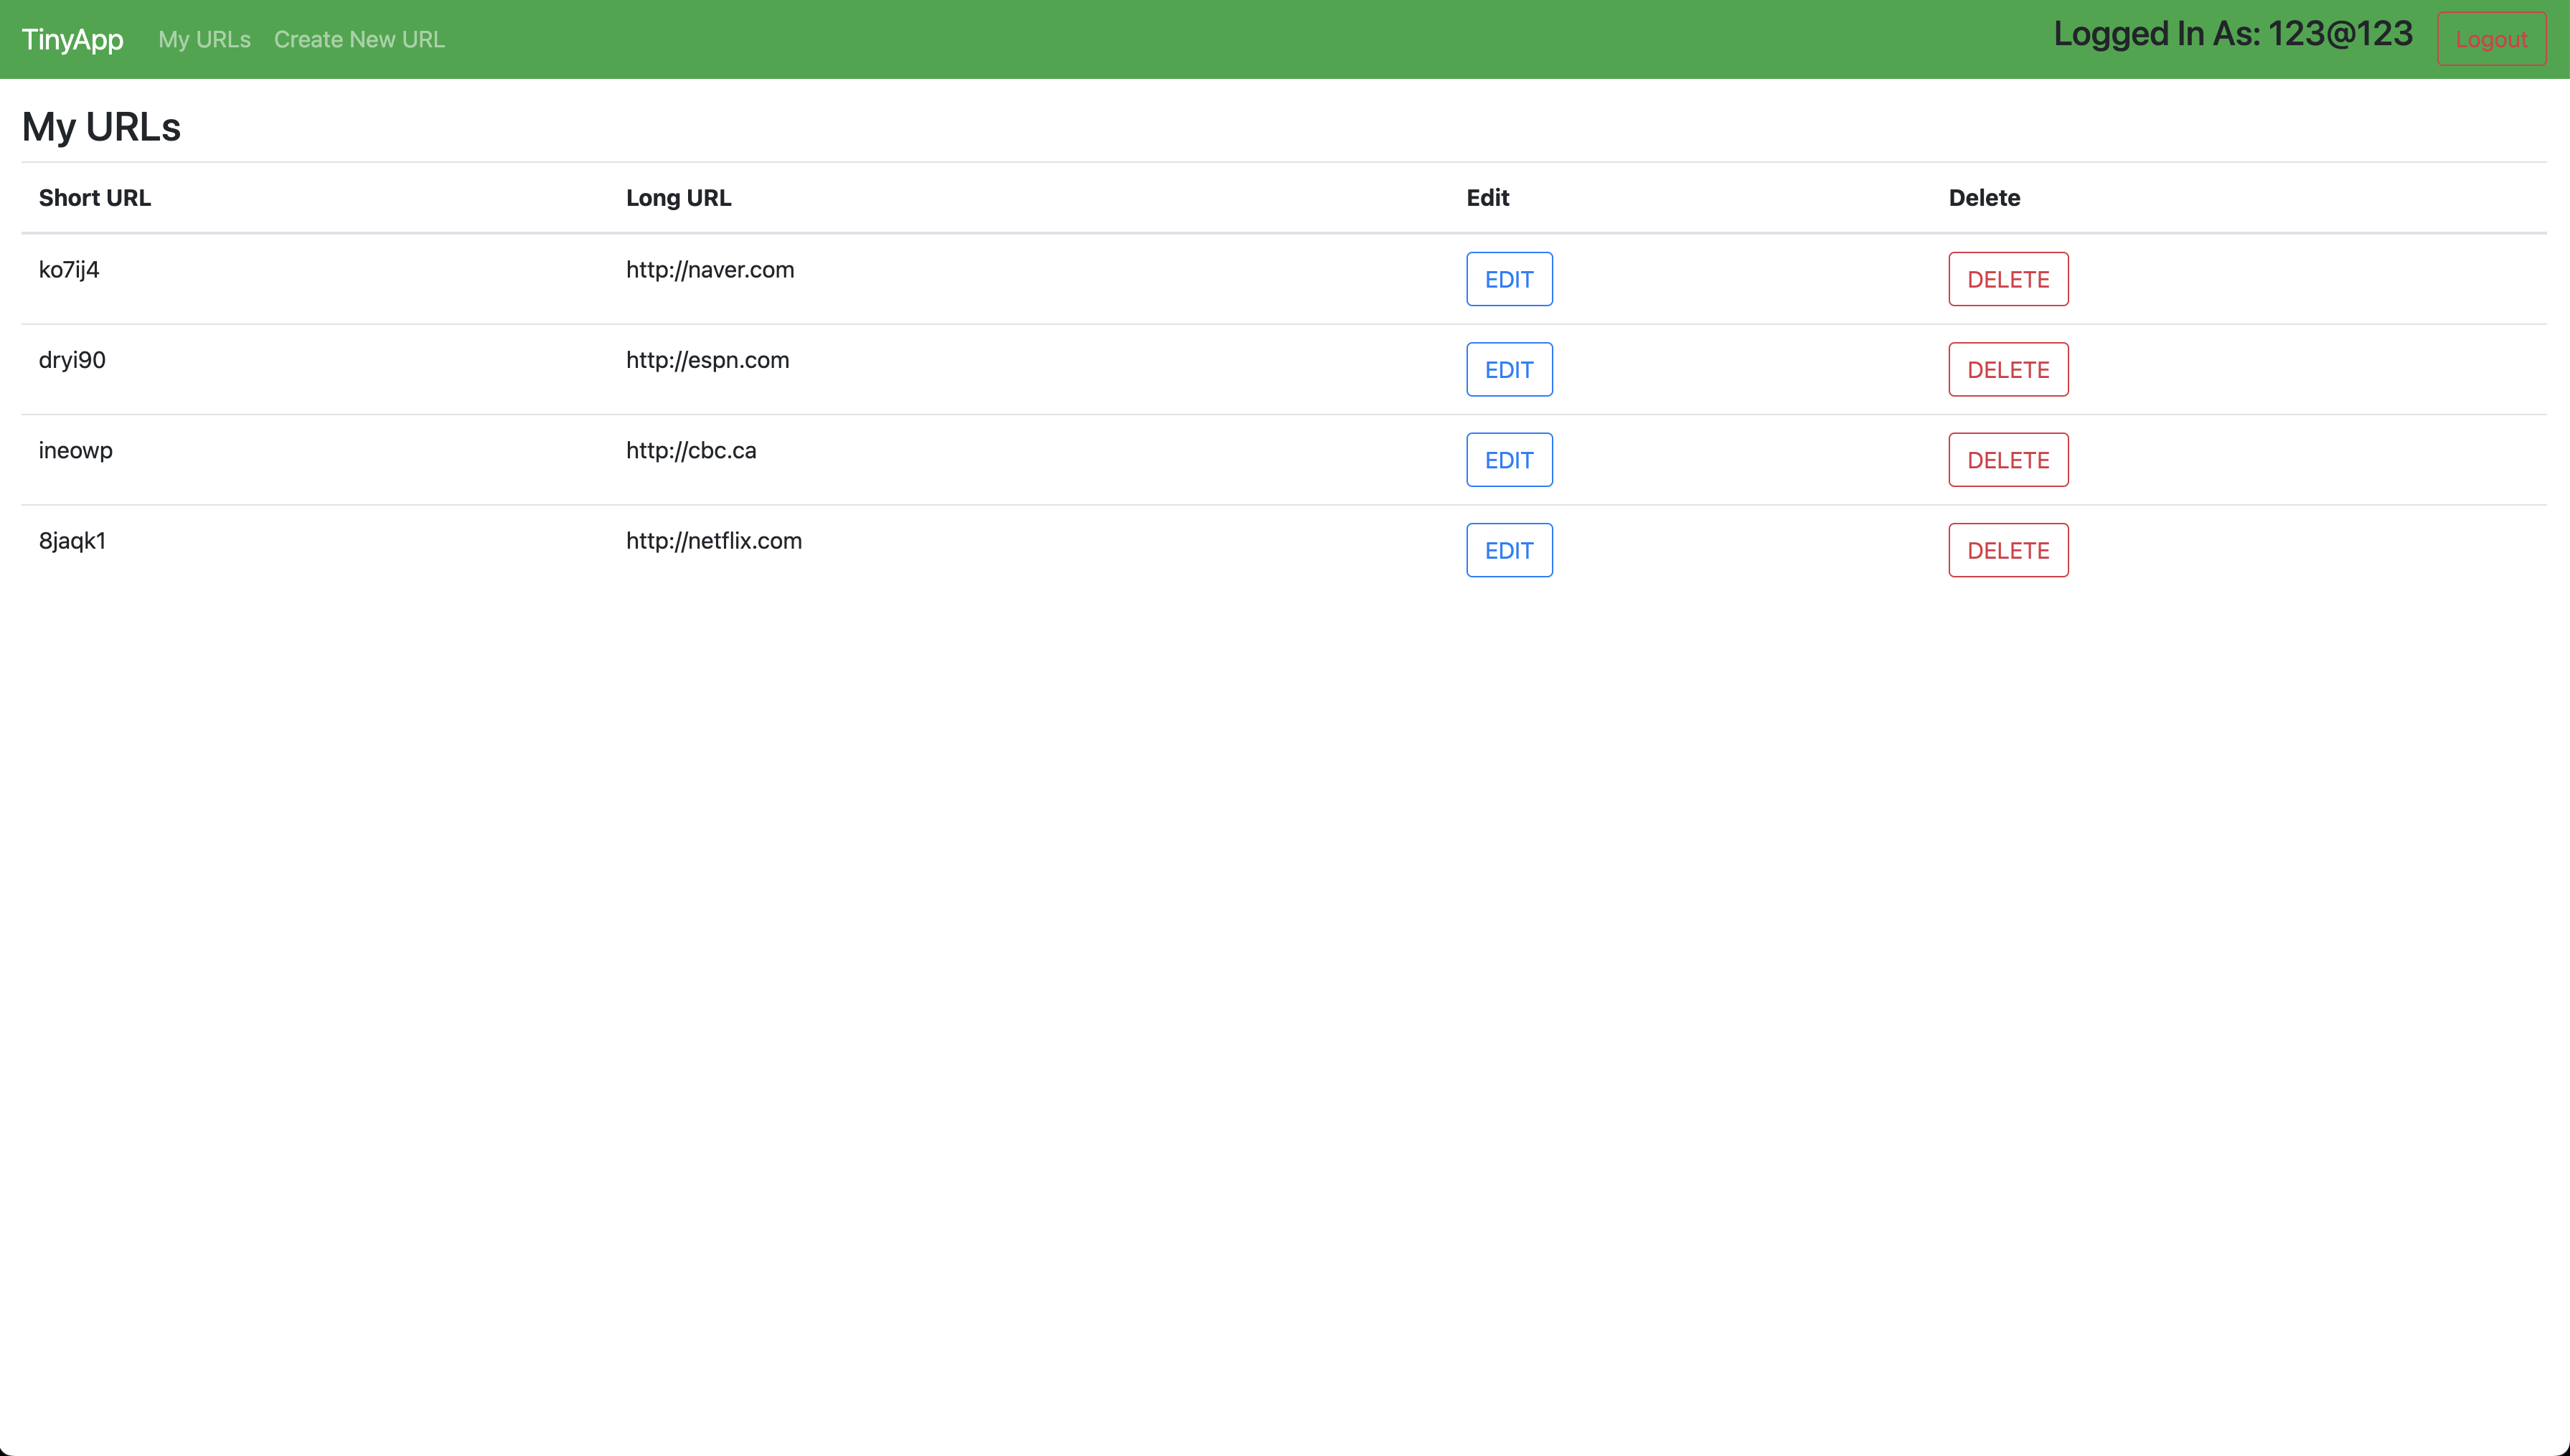 TinyApp My URLs Create New URL Logged In As: 123@123 Logout
My URLs
Short URL Long URL Edit Delete
ko7ij4 http://naver.com EDIT DELETE
dryi90 http://espn.com EDIT DELETE
ineowp http://cbc.ca EDIT DELETE
8jaqk1 http://netflix.com EDIT DELETE